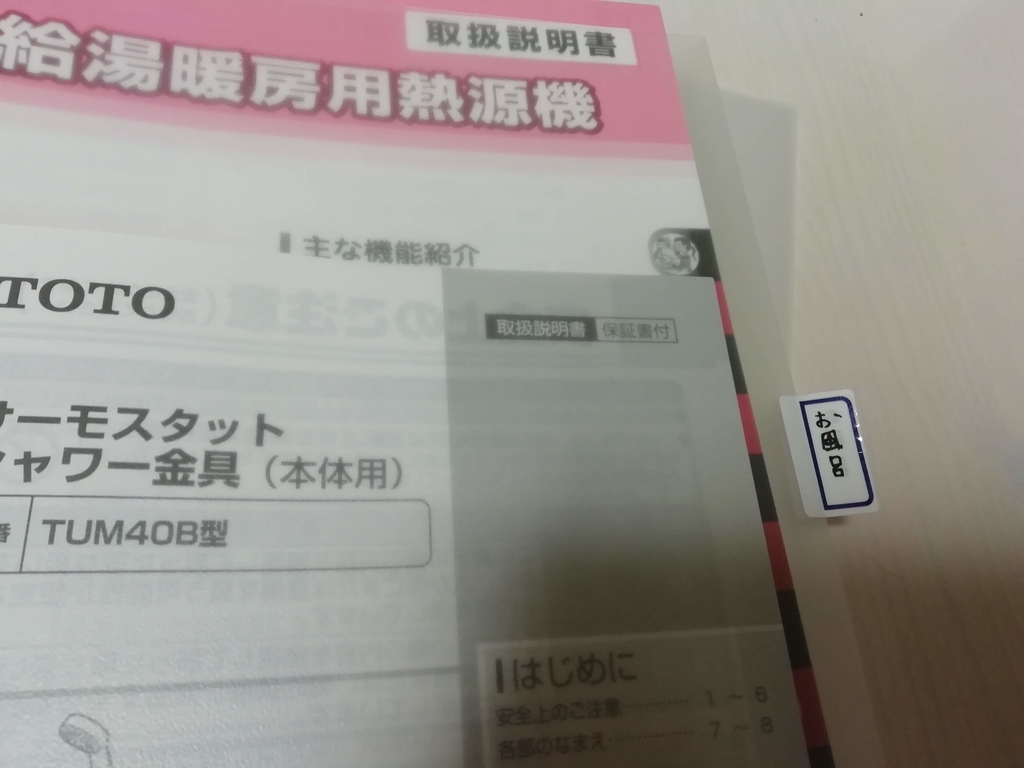 取扱説明書
給湯暖房用熱源機
主な機能紹介
TOTO
取扱説明書 保証書付
サーモスタット
シャワー金具(本体用)
番 TUM40B型
お風呂
はじめに
安全上のご注意 1~6
各部のなまえ 7~8